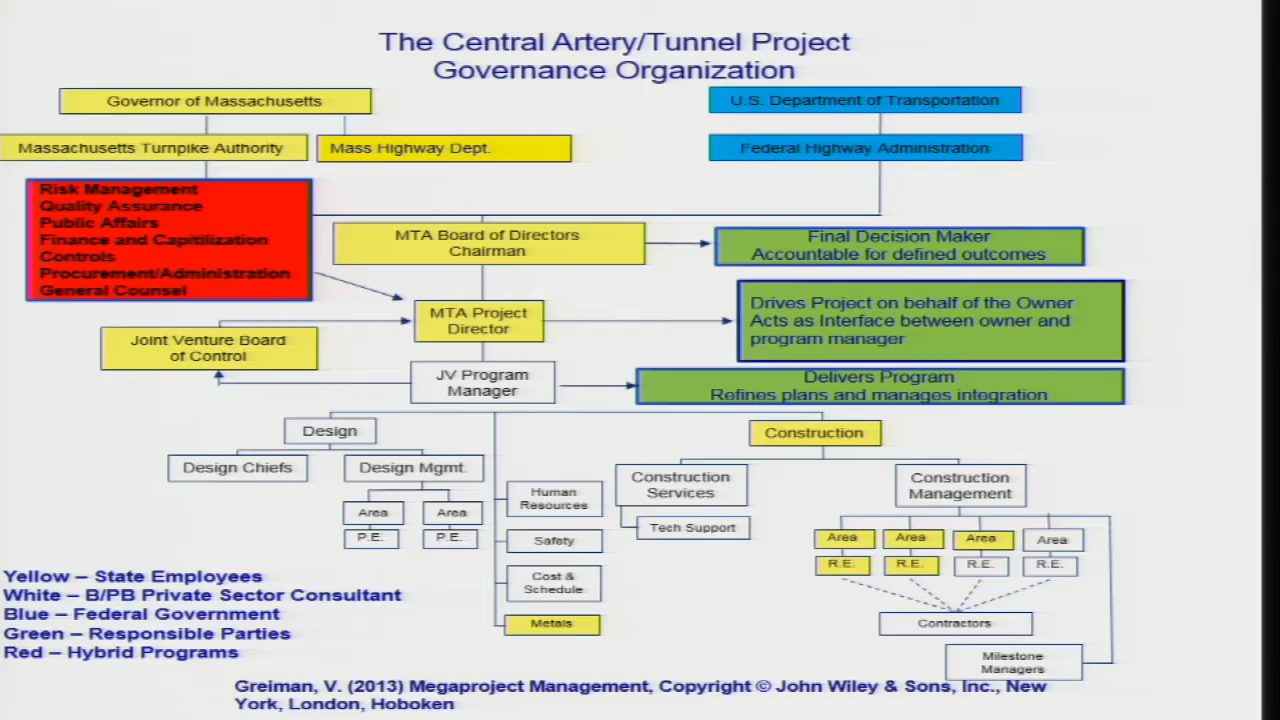 The Central Artery/Tunnel Project
Governance Organization
Governor of Massachusetts
U.S. Department of Transportation
Massachusetts Turnpike Authority
Mass Highway Dept.
Federal Highway Administration
Risk Management
Quality Assurance
Public Affairs
Finance and Capitilization
Controls
Procurement/Administration
General Counsel
MTA Board of Directors
Chairman
Final Decision Maker
Accountable for defined outcomes
MTA Project
Director
Drives Project on behalf of the Owner
Acts as Interface between owner and
program manager
Joint Venture Board
of Control
JV Program
Manager
Delivers Program
Refines plans and manages integration
Design
Construction
Design Chiefs
Design Mgmt.
Construction
Services
Construction
Management
Area
Area
P.E.
P.E.
Human
Resources
Tech Support
Safety
Cost &
Schedule
Metals
Area
Area
Area
Area
R.E.
R.E.
R.E.
R.E.
Contractors
Milestone
Managers
Yellow – State Employees
White – B/PB Private Sector Consultant
Blue – Federal Government
Green – Responsible Parties
Red – Hybrid Programs
Greiman, V. (2013) Megaproject Management, Copyright © John Wiley & Sons, Inc., New
York, London, Hoboken